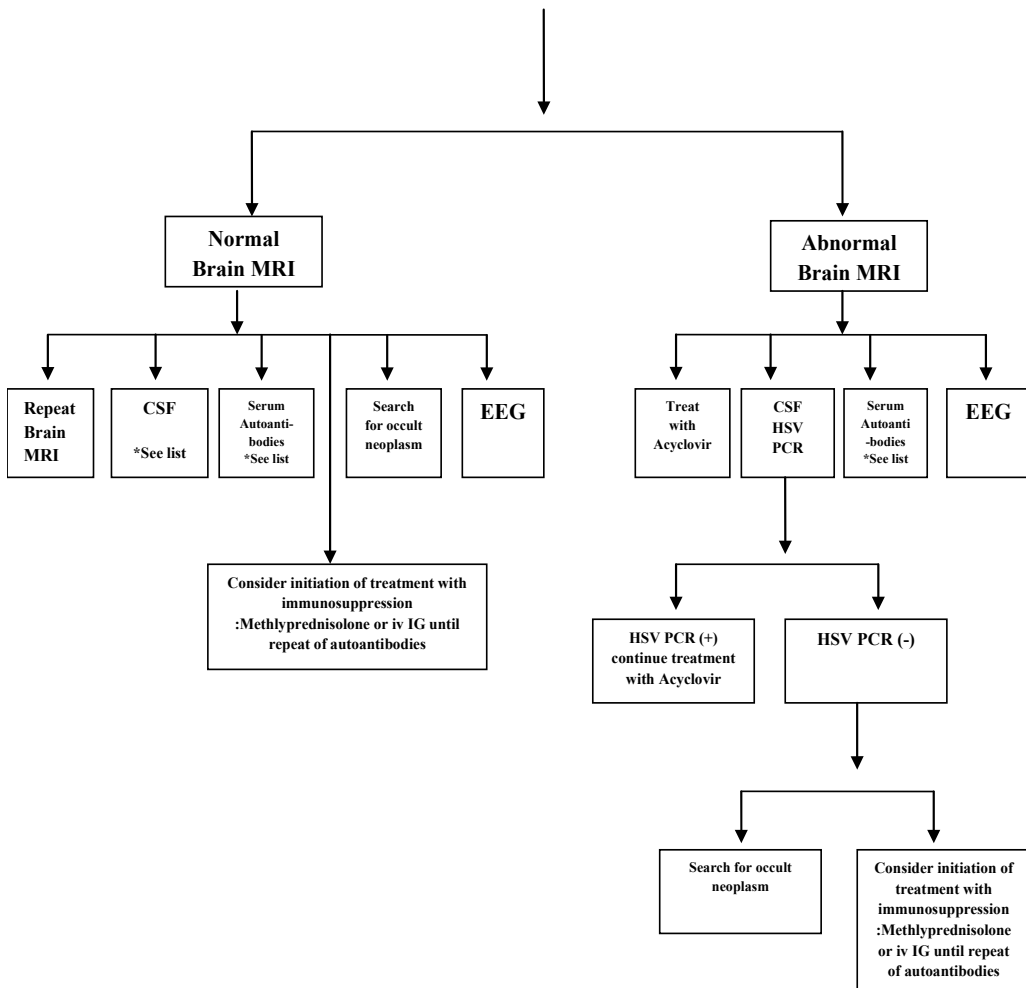 Normal
Brain MRI
Abnormal
Brain MRI
Repeat
Brain
MRI
CSF
*See list
Serum
Autoanti-
bodies
*See list
Search
for occult
neoplasm
EEG
Treat
with
Acyclovir
CSF
HSV
PCR
Serum
Autoanti
-bodies
*See list
EEG
Consider initiation of treatment with
immunosuppression
:Methlyprednisolone or iv IG until
repeat of autoantibodies
HSV PCR (+)
continue treatment
with Acyclovir
HSV PCR (-)
Search for occult
neoplasm
Consider initiation of
treatment with
immunosuppression
:Methlyprednisolone
or iv IG until repeat
of autoantibodies